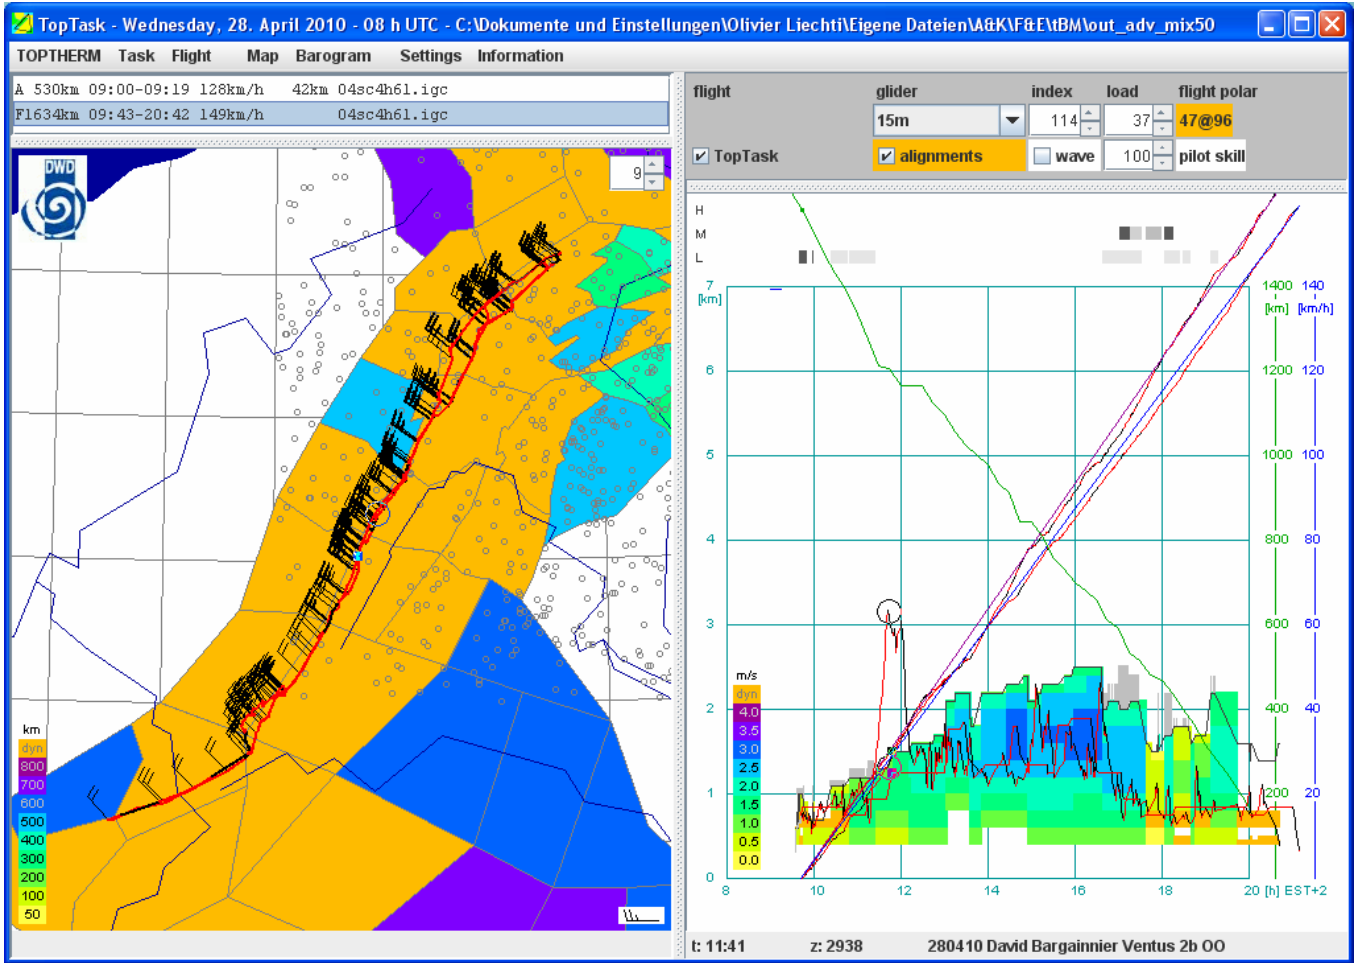 TopTask - Wednesday, 28. April 2010 - 08 h UTC - C:\Dokumente und Einstellungen\Olivier Liechti\Eigene Dateien\A&K\F&E\tBM\out_adv_mix50
TOPTHERM Task Flight Map Barogram Settings Information
A 530km 09:00-09:19 128km/h 42km 04sc4h61.igc
F1634km 09:43-20:42 149km/h 04sc4h61.igc
flight glider index load flight polar
15m 114 37 47@96
TopTask alignments wave 100 pilot skill
DWD
9
km
dyn
800
700
600
500
400
300
200
100
50
H
M
L
7 1400 140
[km] [km] [km/h]
6 1200 120
5 1000 100
4 800 80
3 600 60
2 400 40
1 200 20
0
m/s
dyn
4.0
3.5
3.0
2.5
2.0
1.5
1.0
0.5
0.0
8 10 12 14 16 18 20 [h] EST+2
t: 11:41 z: 2938 280410 David Bargainnier Ventus 2b OO